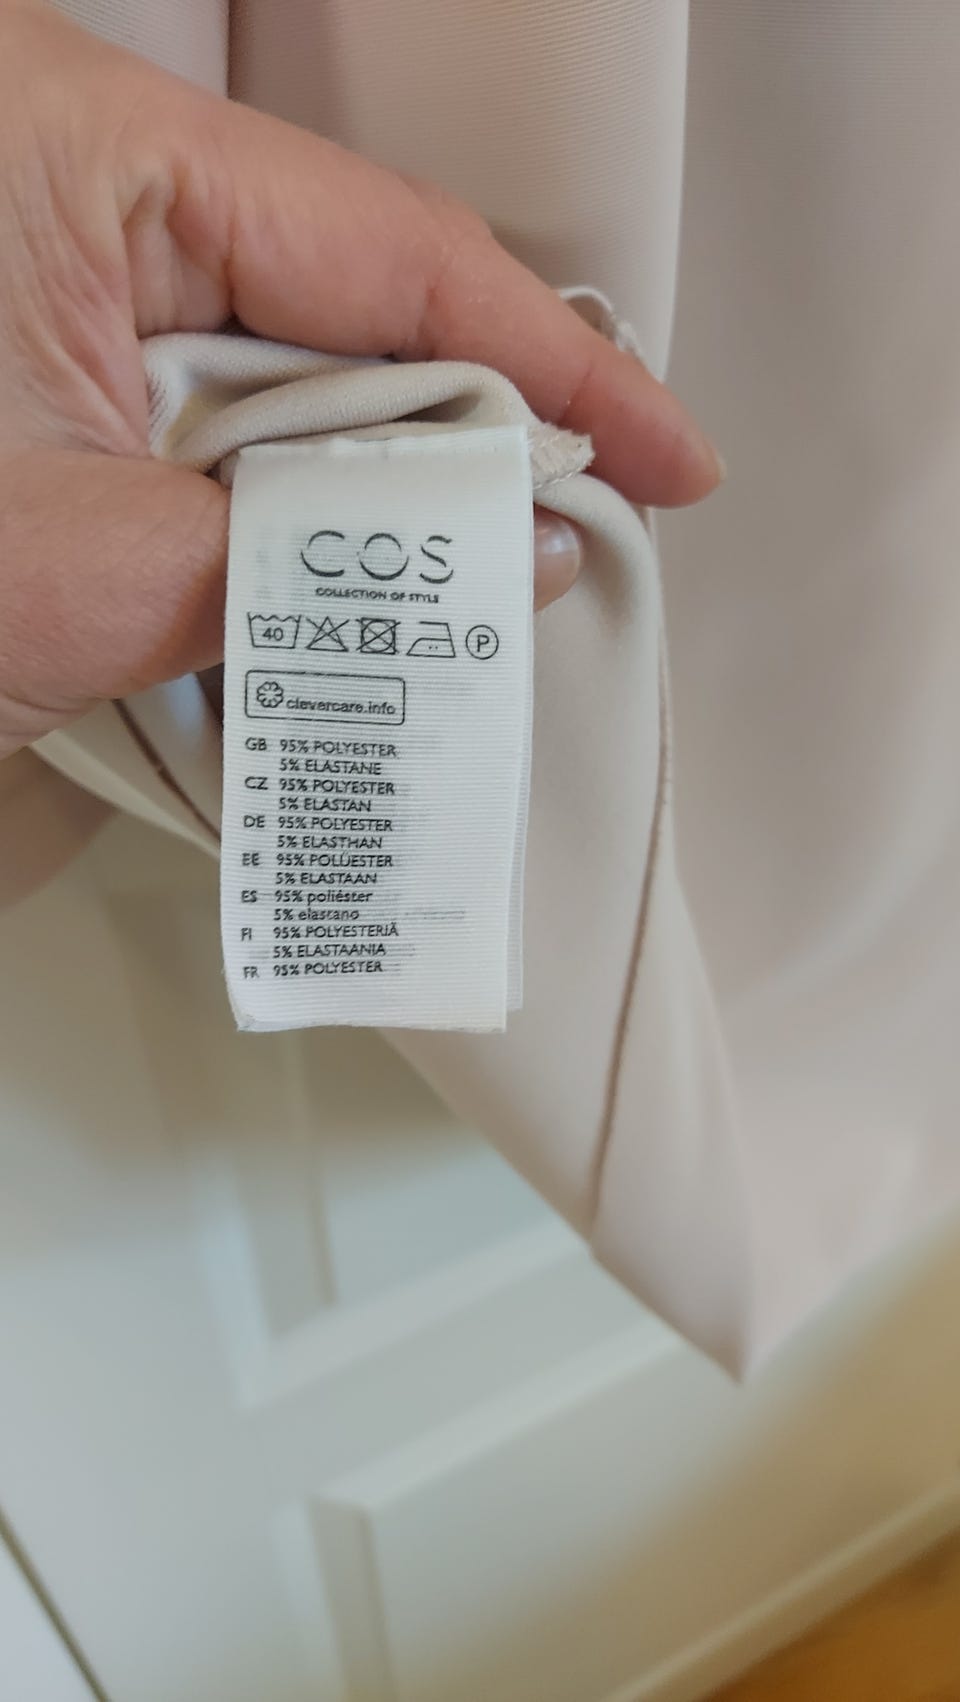 COS
COLLECTION OF STYLE
40 P
clevercare.info
GB 95% POLYESTER
5% ELASTANE
CZ 95% POLYESTER
5% ELASTAN
DE 95% POLYESTER
5% ELASTHAN
EE 95% POLÜESTER
5% ELASTAAN
ES 95% poliéster
5% elastano
FI 95% POLYESTERIÄ
5% ELASTAANIA
FR 95% POLYESTER